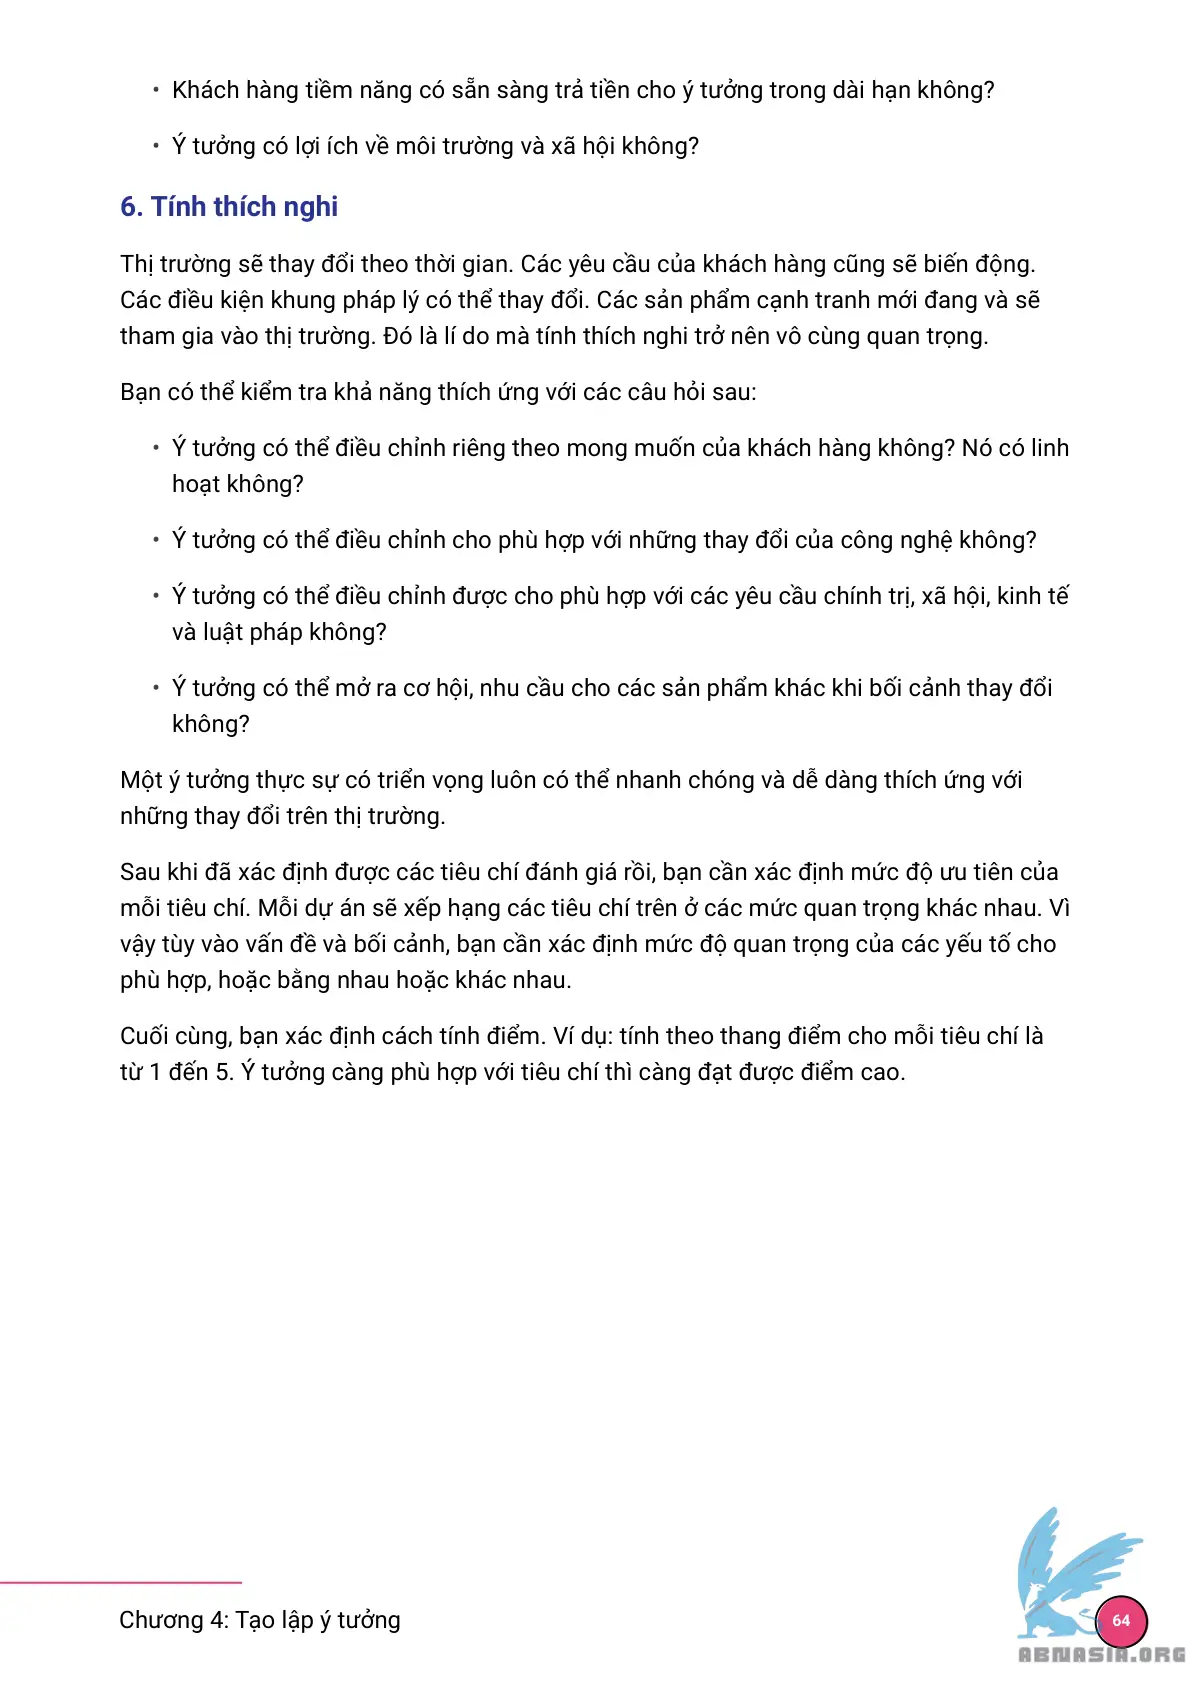 • Khách hàng tiềm năng có sẵn sàng trả tiền cho ý tưởng trong dài hạn không?
• Ý tưởng có lợi ích về môi trường và xã hội không?
6. Tính thích nghi
Thị trường sẽ thay đổi theo thời gian. Các yêu cầu của khách hàng cũng sẽ biến động.
Các điều kiện khung pháp lý có thể thay đổi. Các sản phẩm cạnh tranh mới đang và sẽ
tham gia vào thị trường. Đó là lí do mà tính thích nghi trở nên vô cùng quan trọng.
Bạn có thể kiểm tra khả năng thích ứng với các câu hỏi sau:
• Ý tưởng có thể điều chỉnh riêng theo mong muốn của khách hàng không? Nó có linh
hoạt không?
• Ý tưởng có thể điều chỉnh cho phù hợp với những thay đổi của công nghệ không?
• Ý tưởng có thể điều chỉnh được cho phù hợp với các yêu cầu chính trị, xã hội, kinh tế
và luật pháp không?
• Ý tưởng có thể mở ra cơ hội, nhu cầu cho các sản phẩm khác khi bối cảnh thay đổi
không?
Một ý tưởng thực sự có triển vọng luôn có thể nhanh chóng và dễ dàng thích ứng với
những thay đổi trên thị trường.
Sau khi đã xác định được các tiêu chí đánh giá rồi, bạn cần xác định mức độ ưu tiên của
mỗi tiêu chí. Mỗi dự án sẽ xếp hạng các tiêu chí trên ở các mức quan trọng khác nhau. Vì
vậy tùy vào vấn đề và bối cảnh, bạn cần xác định mức độ quan trọng của các yếu tố cho
phù hợp, hoặc bằng nhau hoặc khác nhau.
Cuối cùng, bạn xác định cách tính điểm. Ví dụ: tính theo thang điểm cho mỗi tiêu chí là
từ 1 đến 5. Ý tưởng càng phù hợp với tiêu chí thì càng đạt được điểm cao.
Chương 4: Tạo lập ý tưởng
64
ABNASIA.ORG